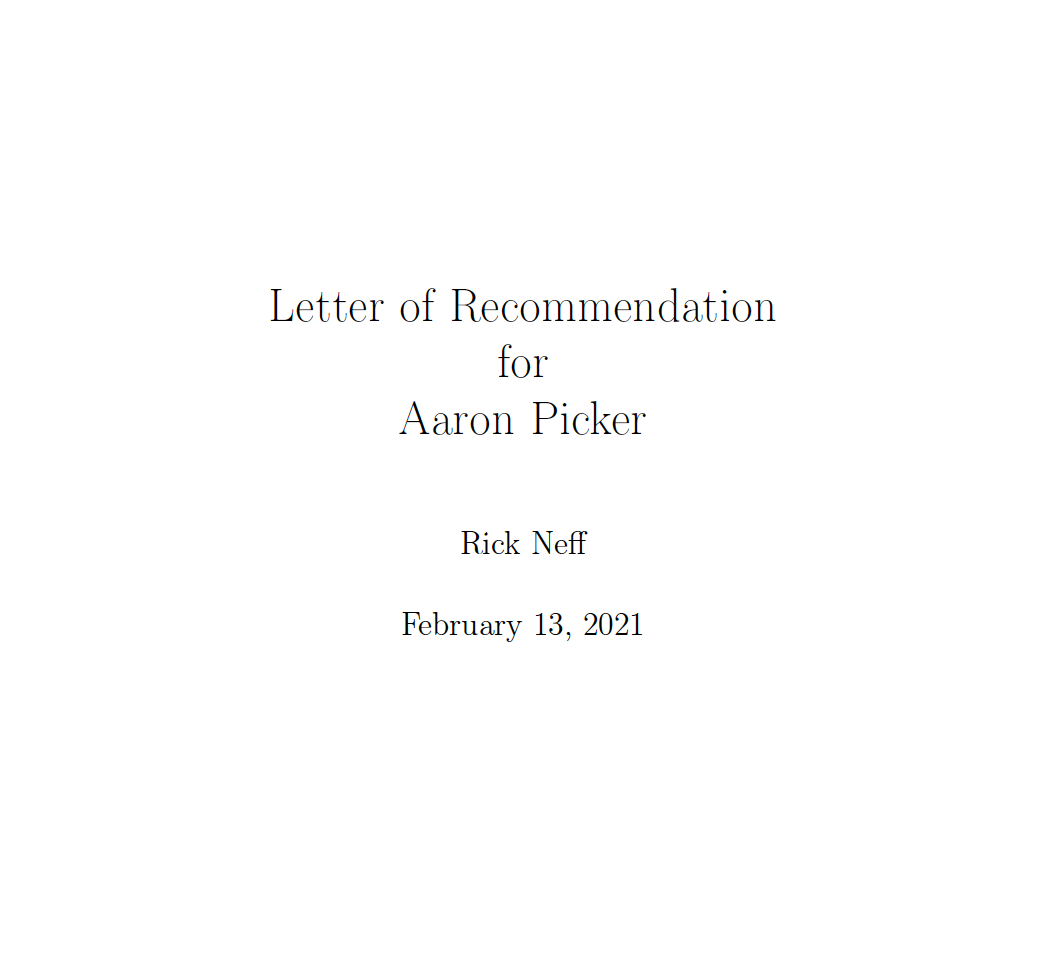 Letter of Recommendation
for
Aaron Picker
Rick Neff
February 13, 2021